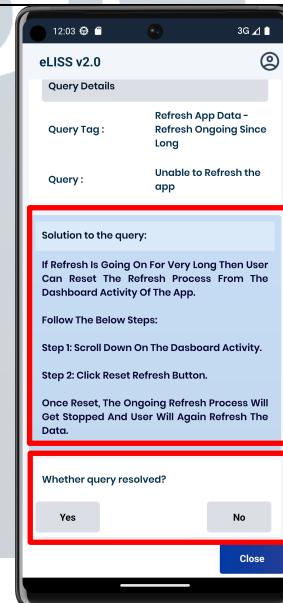 12:03
3G
eLISS v2.0
Query Details
Query Tag :
Refresh App Data -
Refresh Ongoing Since
Long
Query :
Unable to Refresh the
app
Solution to the query:
If Refresh Is Going On For Very Long Then User
Can Reset The Refresh Process From The
Dashboard Activity Of The App.
Follow The Below Steps:
Step 1: Scroll Down On The Dasboard Activity.
Step 2: Click Reset Refresh Button.
Once Reset, The Ongoing Refresh Process Will
Get Stopped And User Will Again Refresh The
Data.
Whether query resolved?
Yes
No
Close